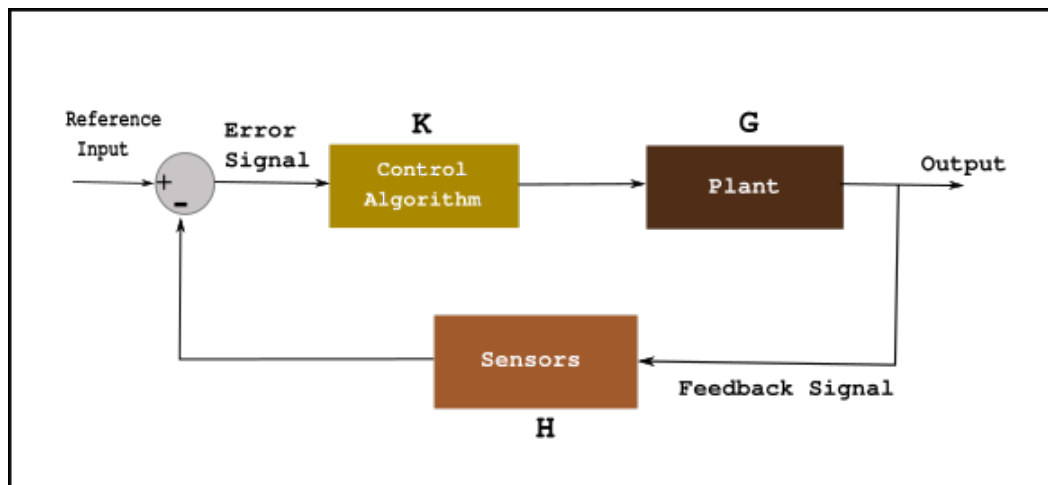 Reference
Input
+
-
Error
Signal
K
Control
Algorithm
G
Plant
Output
Sensors
H
Feedback Signal